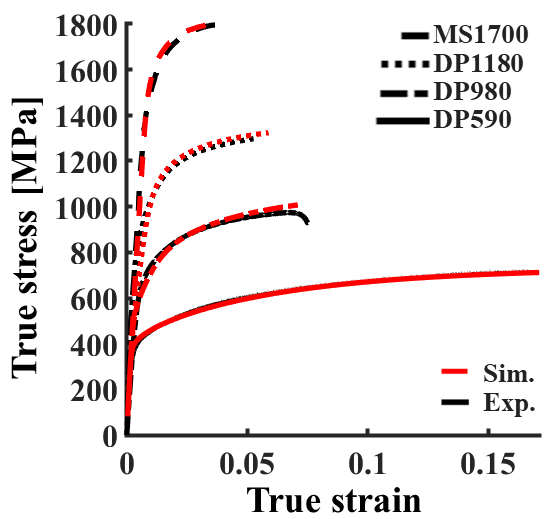 1800
1600
1400
1200
1000
800
600
400
200
0
True stress [MPa]
MS1700
DP1180
DP980
DP590
Sim.
Exp.
0 0.05 0.1 0.15
True strain